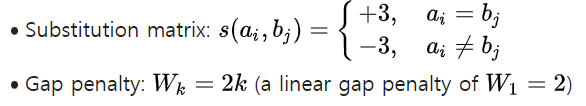 • Substitution matrix: s(a_i, b_j) = { +3, a_i = b_j
−3, a_i ≠ b_j
• Gap penalty: W_k = 2k (a linear gap penalty of W_1 = 2)